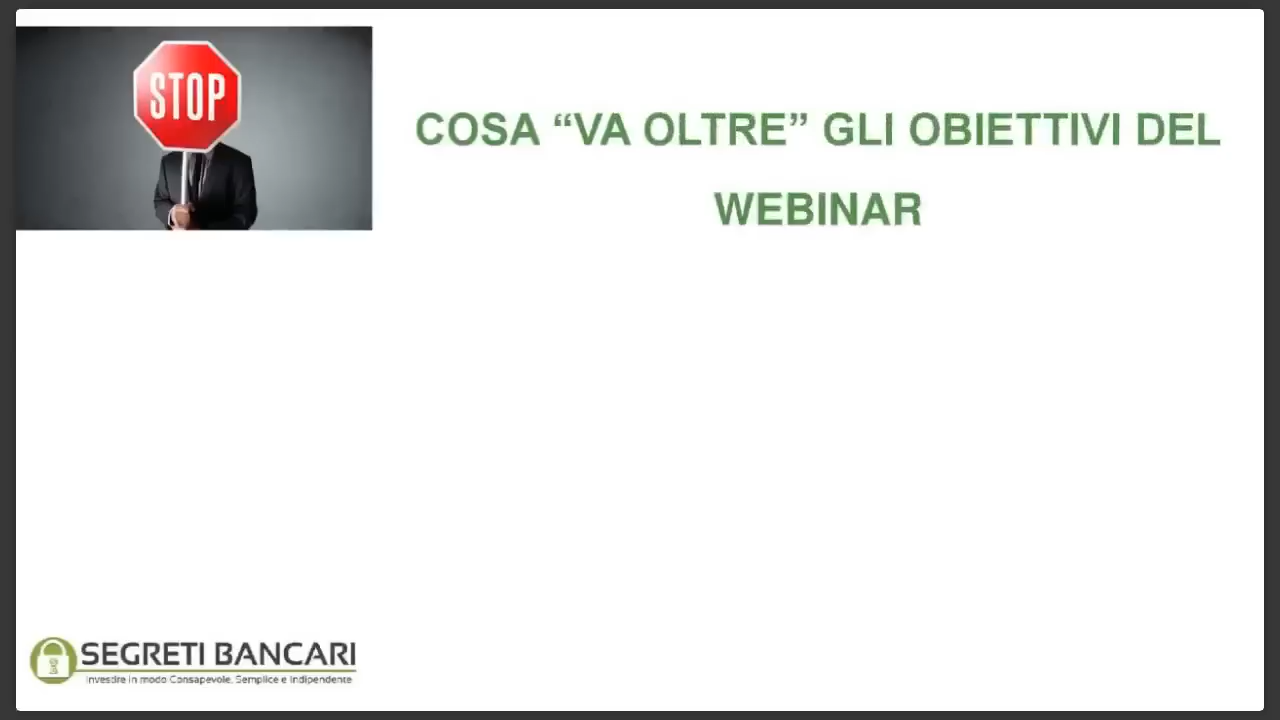 STOP
COSA “VA OLTRE” GLI OBIETTIVI DEL
WEBINAR
SEGRETI BANCARI
Investire in modo Consapevole, Semplice e Indipendente